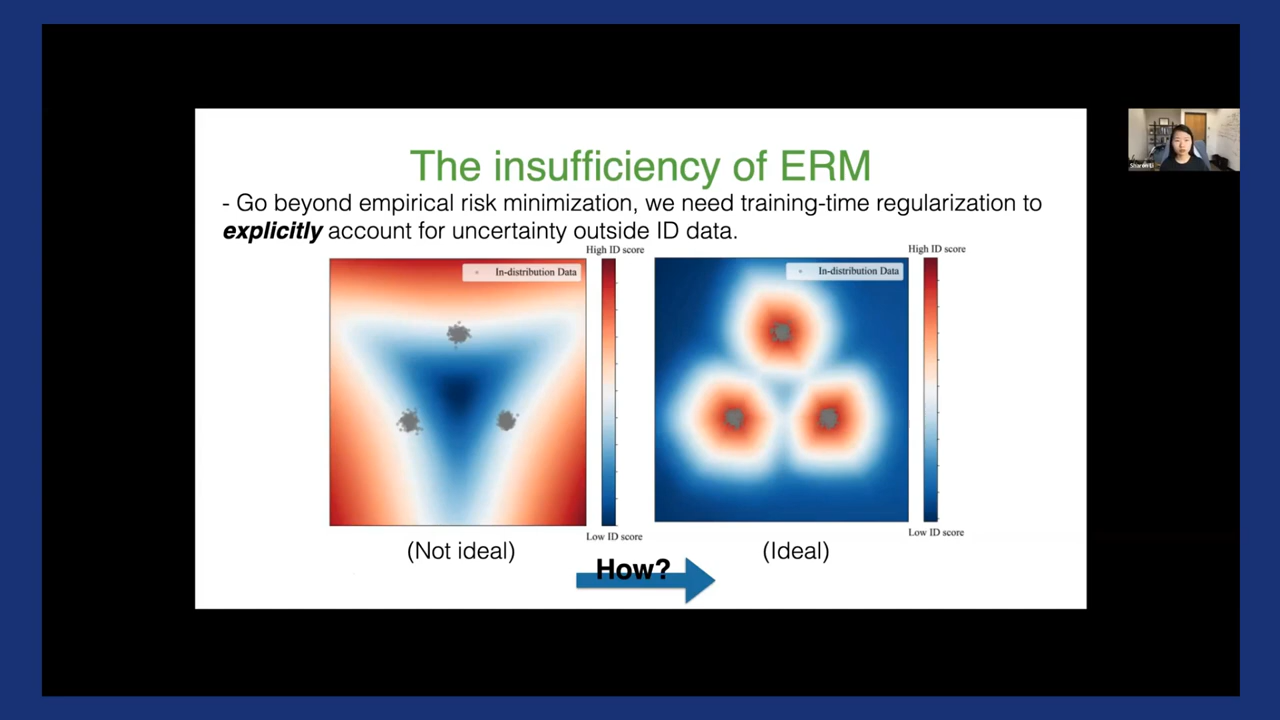 The insufficiency of ERM
- Go beyond empirical risk minimization, we need training-time regularization to
explicitly account for uncertainty outside ID data.
High ID score
In-distribution Data
Low ID score
(Not ideal)
High ID score
In-distribution Data
Low ID score
(Ideal)
How?
Sharon Li